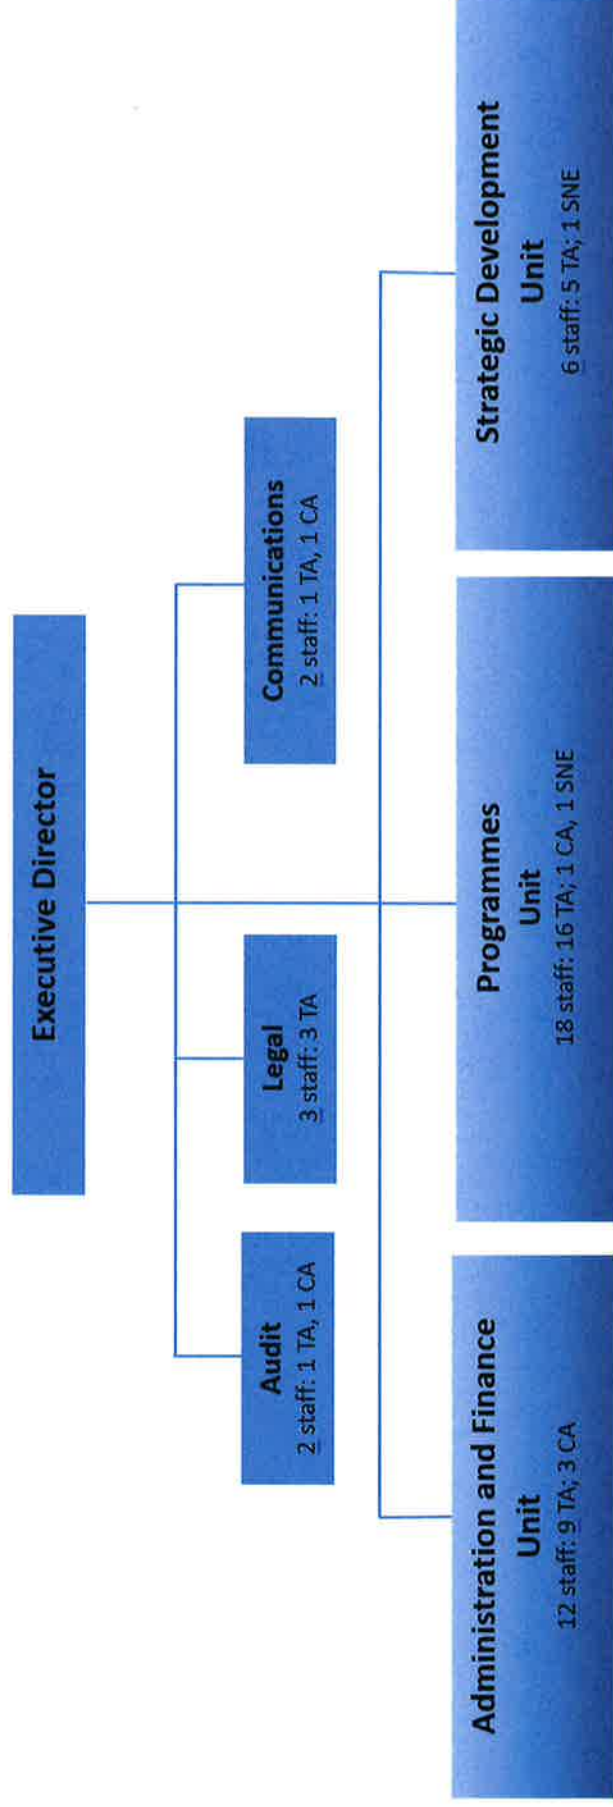 Executive Director
Audit
2 staff: 1 TA, 1 CA
Legal
3 staff: 3 TA
Communications
2 staff: 1 TA, 1 CA
Administration and Finance
Unit
12 staff: 9 TA; 3 CA
Programmes
Unit
18 staff: 16 TA; 1 CA, 1 SNE
Strategic Development
Unit
6 staff: 5 TA; 1 SNE